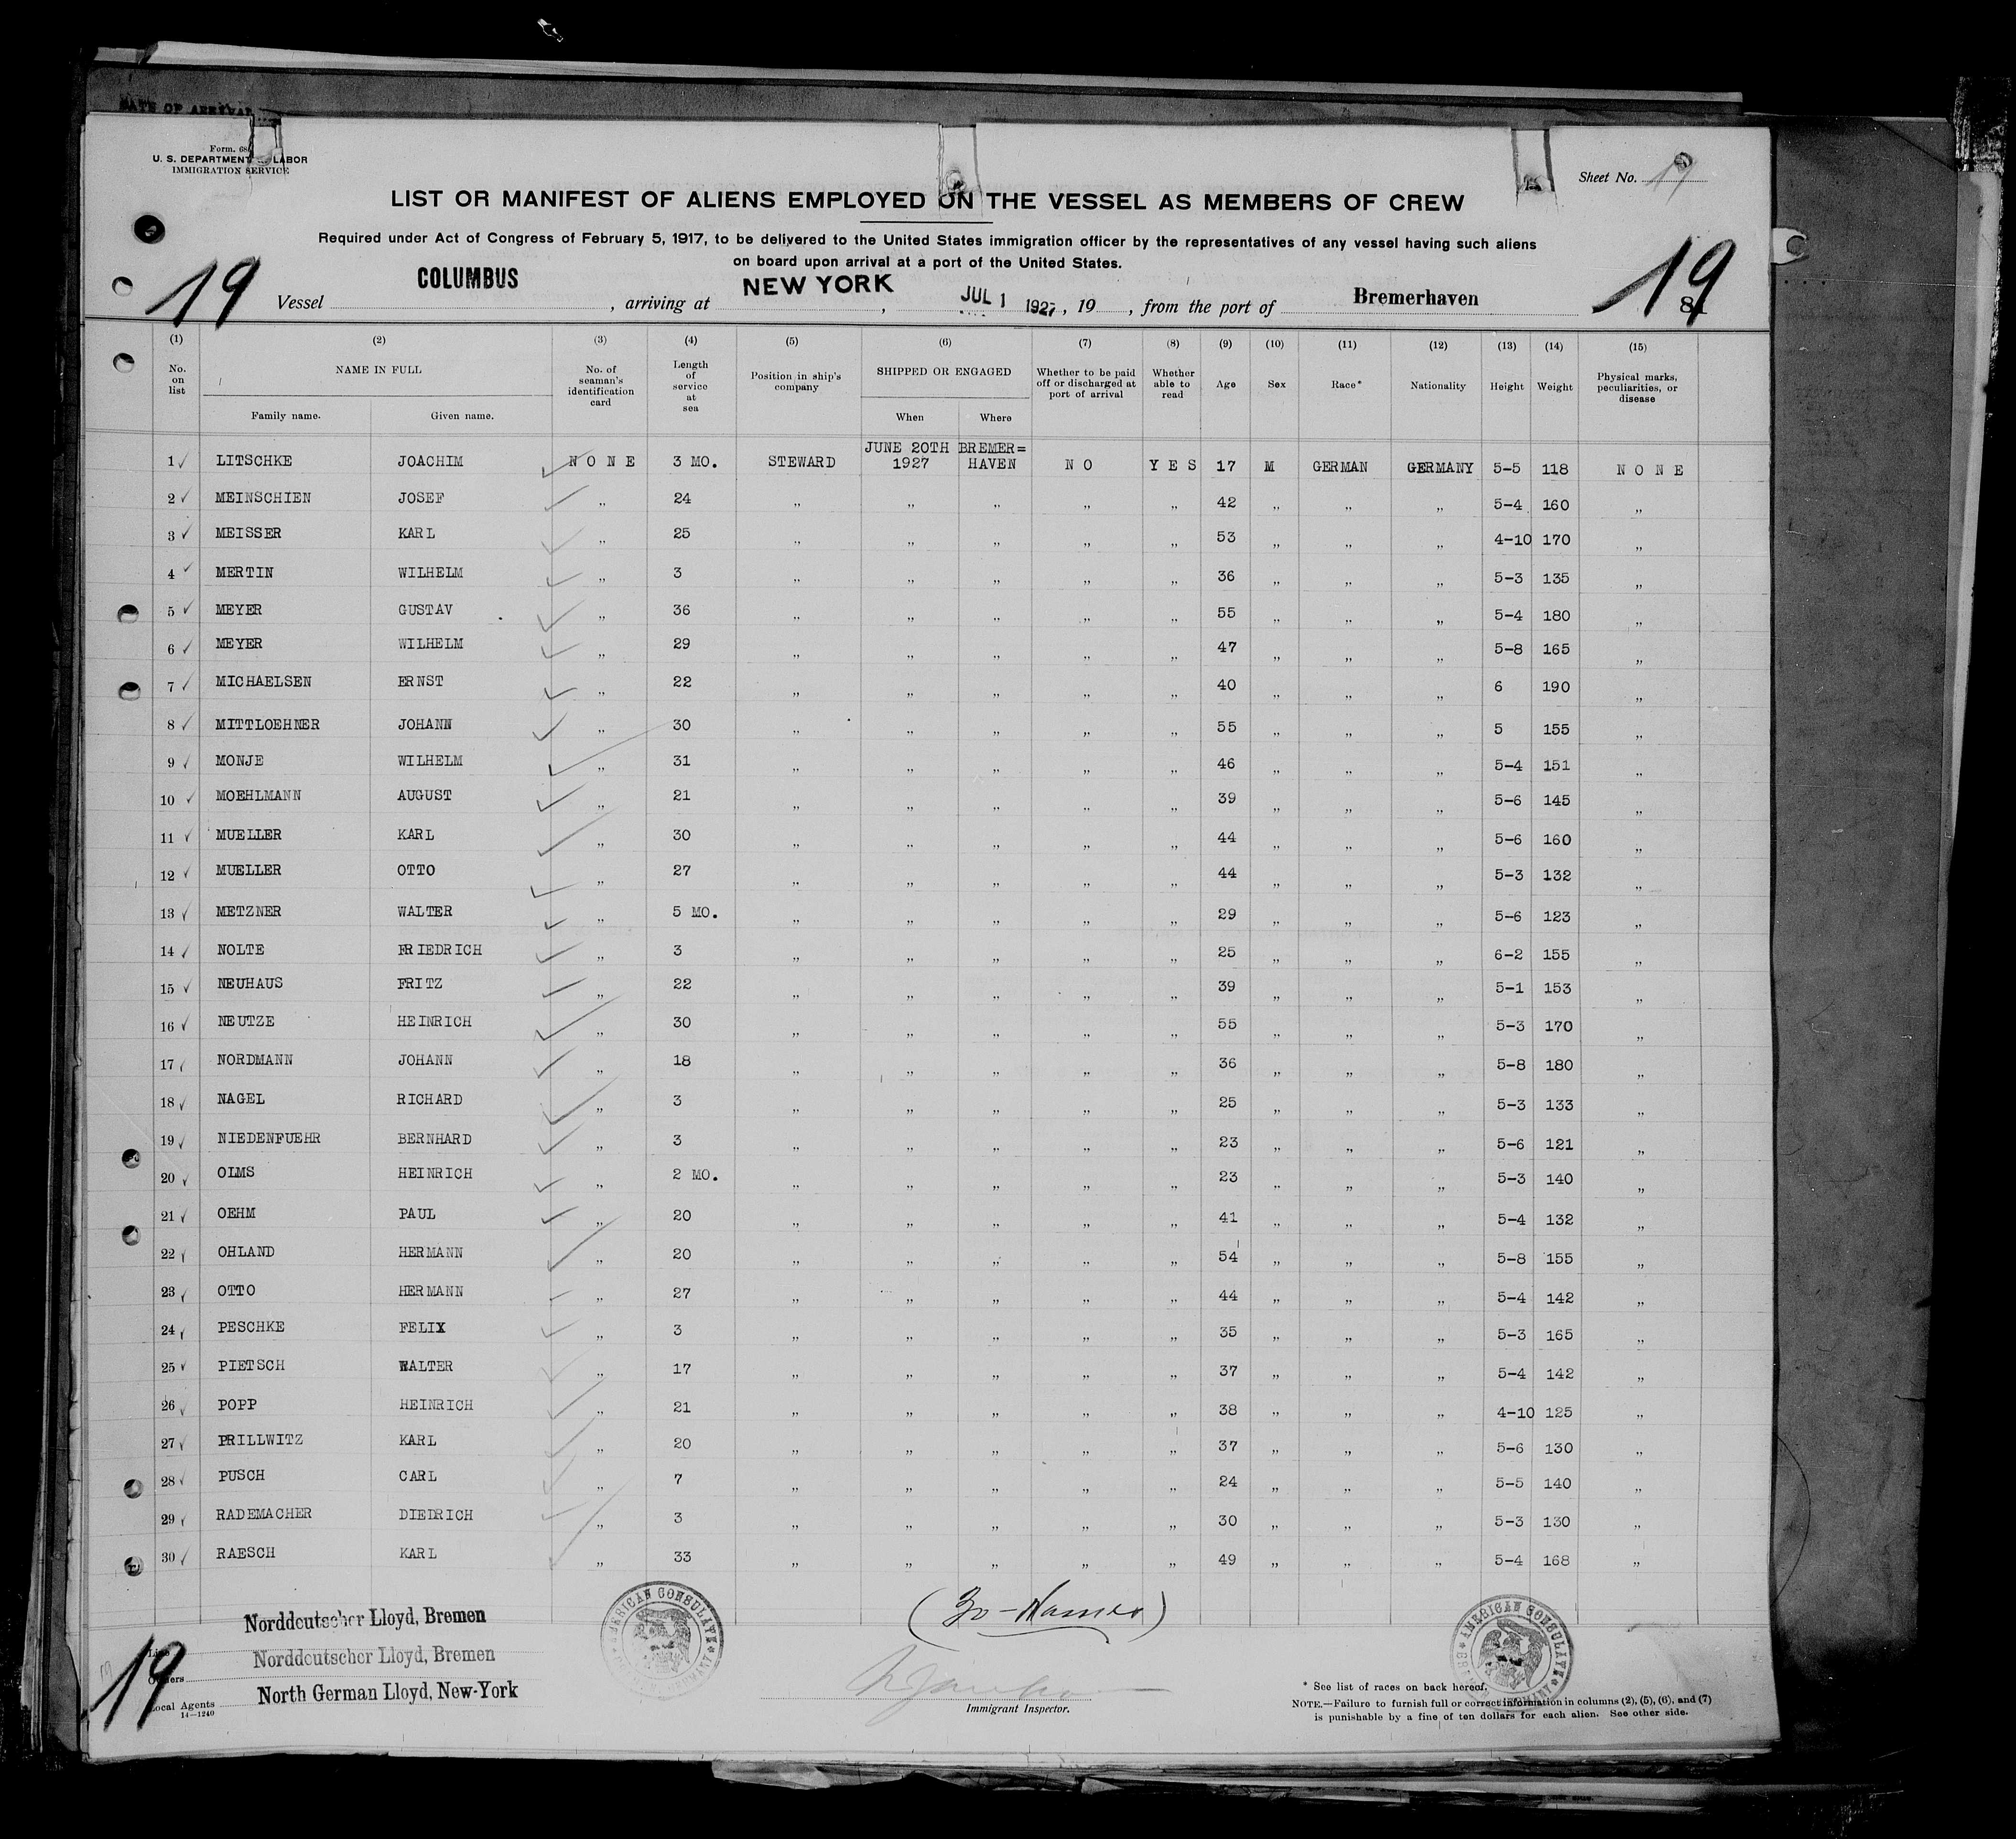 DATE OF ARRIVAL
Form. 68
U. S. DEPARTMENT LABOR
IMMIGRATION SERVICE
Sheet No. 19
LIST OR MANIFEST OF ALIENS EMPLOYED ON THE VESSEL AS MEMBERS OF CREW
Required under Act of Congress of February 5, 1917, to be delivered to the United States immigration officer by the representatives of any vessel having such aliens
on board upon arrival at a port of the United States.
19 Vessel COLUMBUS, arriving at NEW YORK, JUL 1 1927, 19, from the port of Bremerhaven 19
(1) (2) (3) (4) (5) (6) (7) (8) (9) (10) (11) (12) (13) (14) (15)
No. on list NAME IN FULL Family name. Given name. No. of seaman's identification card Length of service at sea Position in ship's company SHIPPED OR ENGAGED When Where Whether to be paid off or discharged at port of arrival Whether able to read Age Sex Race* Nationality Height Weight Physical marks, peculiarities, or disease
1 LITSCHKE JOACHIM NONE 3 MO. STEWARD JUNE 20TH 1927 BREMER=HAVEN NO YES 17 M GERMAN GERMANY 5-5 118 NONE
2 MEINSCHIEN JOSEF " 24 " " " " " 42 " " " 5-4 160 "
3 MEISSER KARL " 25 " " " " " 53 " " " 4-10 170 "
4 MERTIN WILHELM " 3 " " " " " 36 " " " 5-3 135 "
5 MEYER GUSTAV " 36 " " " " " 55 " " " 5-4 180 "
6 MEYER WILHELM " 29 " " " " " 47 " " " 5-8 165 "
7 MICHAELSEN ERNST " 22 " " " " " 40 " " " 6 190 "
8 MITTLOEHNER JOHANN " 30 " " " " " 55 " " " 5 155 "
9 MONJE WILHELM " 31 " " " " " 46 " " " 5-4 151 "
10 MOEHLMANN AUGUST " 21 " " " " " 39 " " " 5-6 145 "
11 MUELLER KARL " 30 " " " " " 44 " " " 5-6 160 "
12 MUELLER OTTO " 27 " " " " " 44 " " " 5-3 132 "
13 METZNER WALTER " 5 MO. " " " " " 29 " " " 5-6 123 "
14 NOLTE FRIEDRICH " 3 " " " " " 25 " " " 6-2 155 "
15 NEUHAUS FRITZ " 22 " " " " " 39 " " " 5-1 153 "
16 NEUTZE HEINRICH " 30 " " " " " 55 " " " 5-3 170 "
17 NORDMANN JOHANN " 18 " " " " " 36 " " " 5-8 180 "
18 NAGEL RICHARD " 3 " " " " " 25 " " " 5-3 133 "
19 NIEDENFUEHR BERNHARD " 3 " " " " " 23 " " " 5-6 121 "
20 OLMS HEINRICH " 2 MO. " " " " " 23 " " " 5-3 140 "
21 OEHM PAUL " 20 " " " " " 41 " " " 5-4 132 "
22 OHLAND HERMANN " 20 " " " " " 54 " " " 5-8 155 "
23 OTTO HERMANN " 27 " " " " " 44 " " " 5-4 142 "
24 PESCHKE FELIX " 3 " " " " " 35 " " " 5-3 165 "
25 PIETSCH WALTER " 17 " " " " " 37 " " " 5-4 142 "
26 POPP HEINRICH " 21 " " " " " 38 " " " 4-10 125 "
27 PRILLWITZ KARL " 20 " " " " " 37 " " " 5-6 130 "
28 PUSCH CARL " 7 " " " " " 24 " " " 5-5 140 "
29 RADEMACHER DIEDRICH " 3 " " " " " 30 " " " 5-3 130 "
30 RAESCH KARL " 33 " " " " " 49 " " " 5-4 168 "
(30-Names)
Norddeutscher Lloyd, Bremen
Norddeutscher Lloyd, Bremen
19 Local Agents North German Lloyd, New-York
14-1240
AMERICAN CONSULATE
AMERICAN CONSULATE
Immigrant Inspector.
* See list of races on back hereof.
NOTE.—Failure to furnish full or correct information in columns (2), (5), (6), and (7)
is punishable by a fine of ten dollars for each alien. See other side.